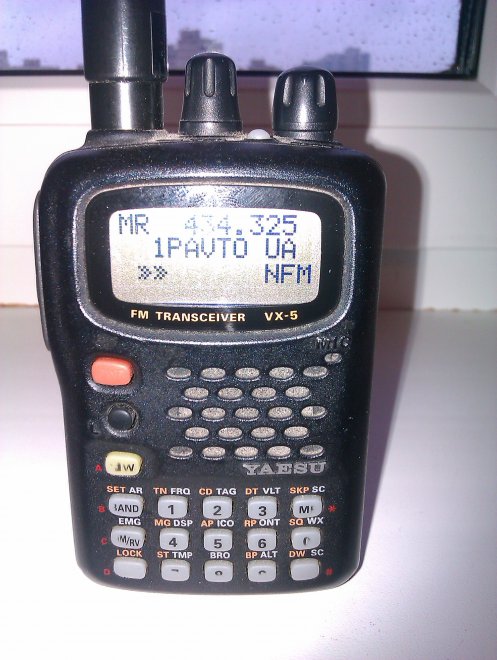 MR 434.325
1PAVTO UA
»» NFM
FM TRANSCEIVER VX-5
MIC
YAESU
A
SET AR TN FRQ CD TAG DT VLT SKP SC
B BAND 1 2 3 *
EMG MG DSP AP ICO RP ONT SQ WX
C 4 5 6
LOCK ST TMP BRO BP ALT DW SC
D #